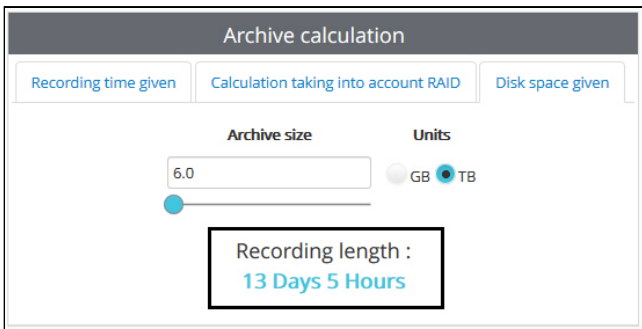 Archive calculation
Recording time given
Calculation taking into account RAID
Disk space given
Archive size
Units
6.0
GB
TB
Recording length :
13 Days 5 Hours